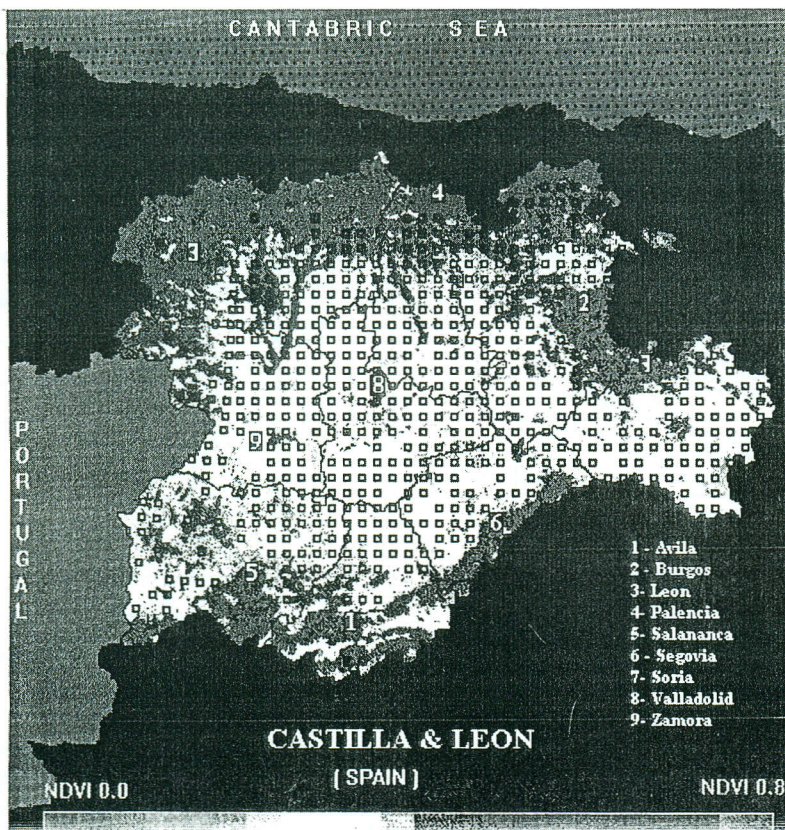 CANTABRIC SEA
4
3
2
7
8
PORTUGAL
9
6
5
1
1 - Avila
2 - Burgos
3- Leon
4- Palencia
5- Salananca
6 - Segovia
7- Soria
8- Valladolid
9- Zamora
CASTILLA & LEON
( SPAIN )
NDVI 0.0
NDVI 0.8